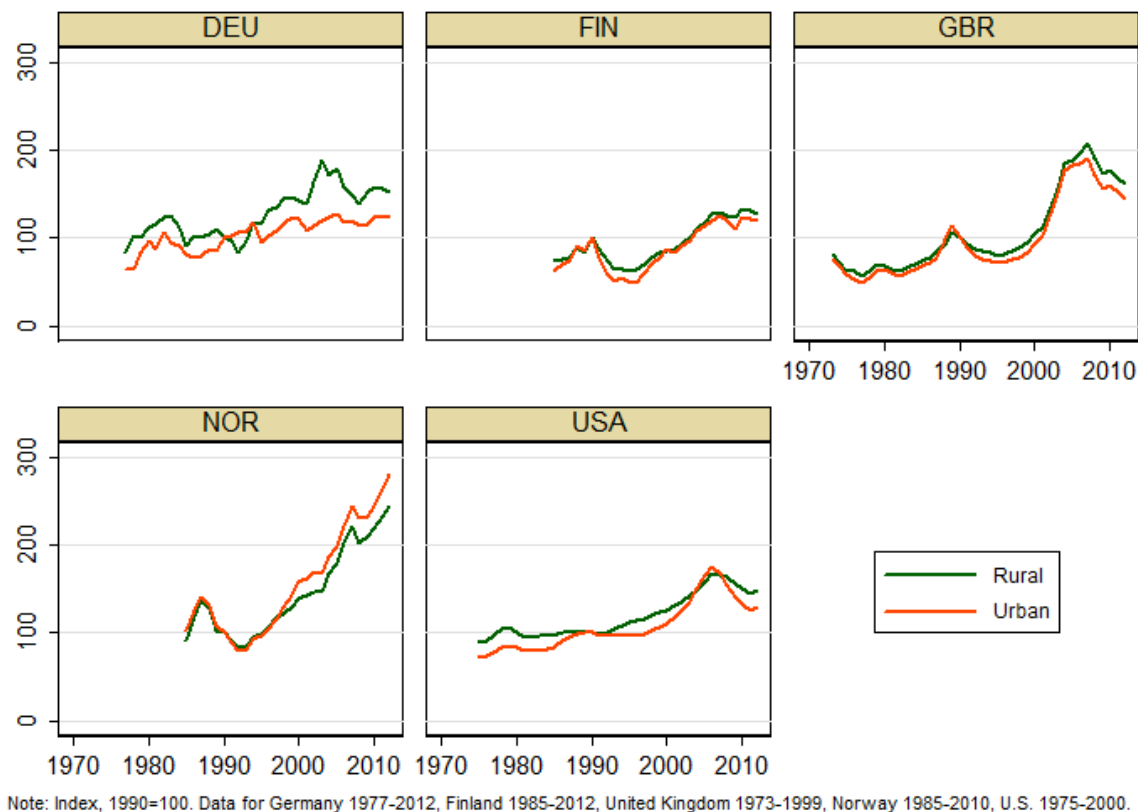 DEU FIN GBR
300
200
100
0
1970 1980 1990 2000 2010
NOR USA
300
200
100
0
Rural
Urban
1970 1980 1990 2000 2010 1970 1980 1990 2000 2010
Note: Index, 1990=100. Data for Germany 1977-2012, Finland 1985-2012, United Kingdom 1973-1999, Norway 1985-2010, U.S. 1975-2000.